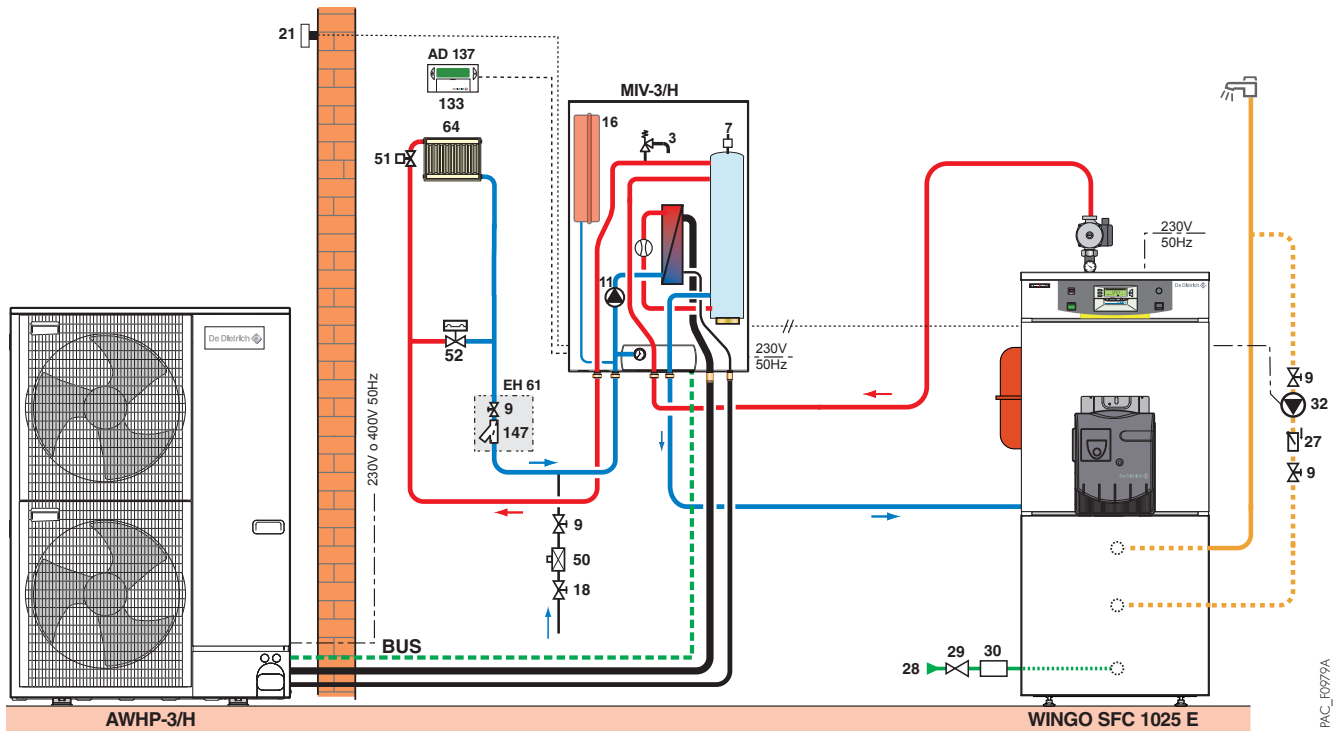 21
AD 137
133
64
51
MIV-3/H
16
3
7
11
230V
50Hz
52
EH 61
9
147
230V
50Hz
230V o 400V 50Hz
De Dietrich
De Dietrich
9
32
27
9
9
50
18
BUS
28
29
30
AWHP-3/H
WINGO SFC 1025 E
PAC_F0979A